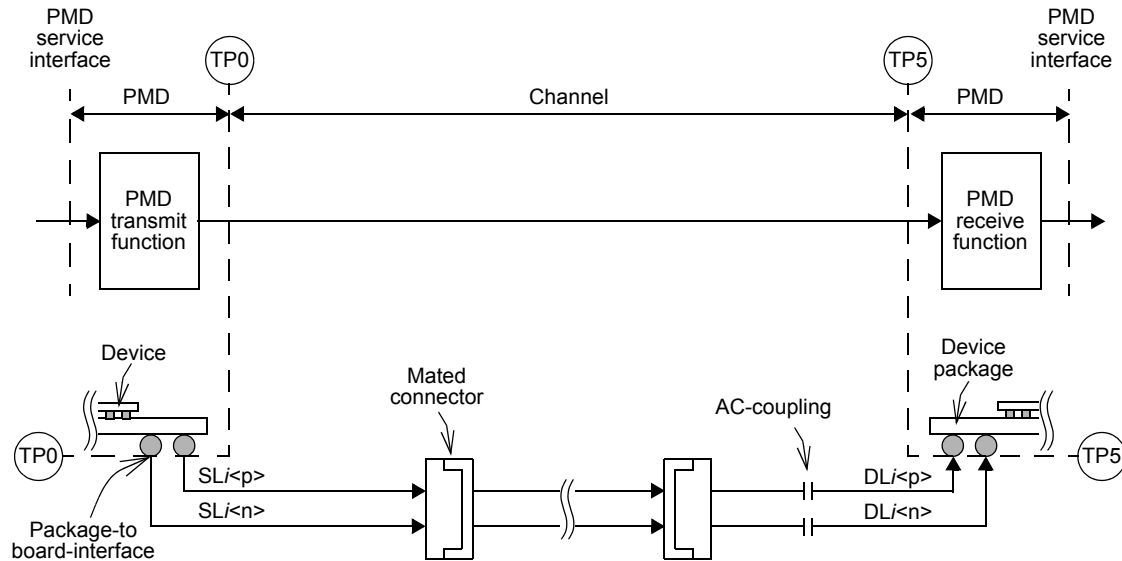 PMD
service
interface
TP0
TP5
PMD
service
interface
PMD
Channel
PMD
PMD
transmit
function
PMD
receive
function
Device
Mated
connector
AC-coupling
Device
package
TP0
TP5
SLi<p>
DLi<p>
SLi<n>
DLi<n>
Package-to
board-interface